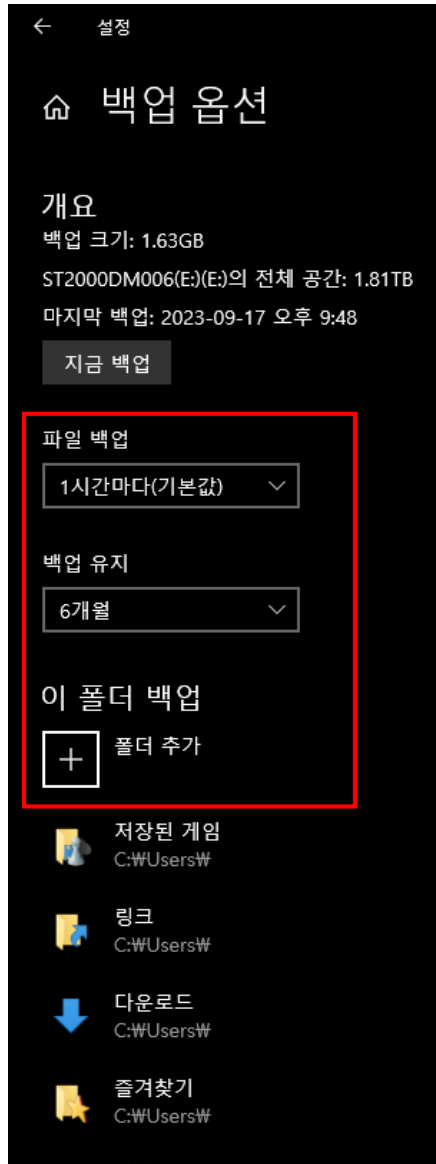 설정
백업 옵션
개요
백업 크기: 1.63GB
ST2000DM006(E:)(E:)의 전체 공간: 1.81TB
마지막 백업: 2023-09-17 오후 9:48
지금 백업
파일 백업
1시간마다(기본값)
백업 유지
6개월
이 폴더 백업
폴더 추가
저장된 게임
C:₩Users₩
링크
C:₩Users₩
다운로드
C:₩Users₩
즐겨찾기
C:₩Users₩